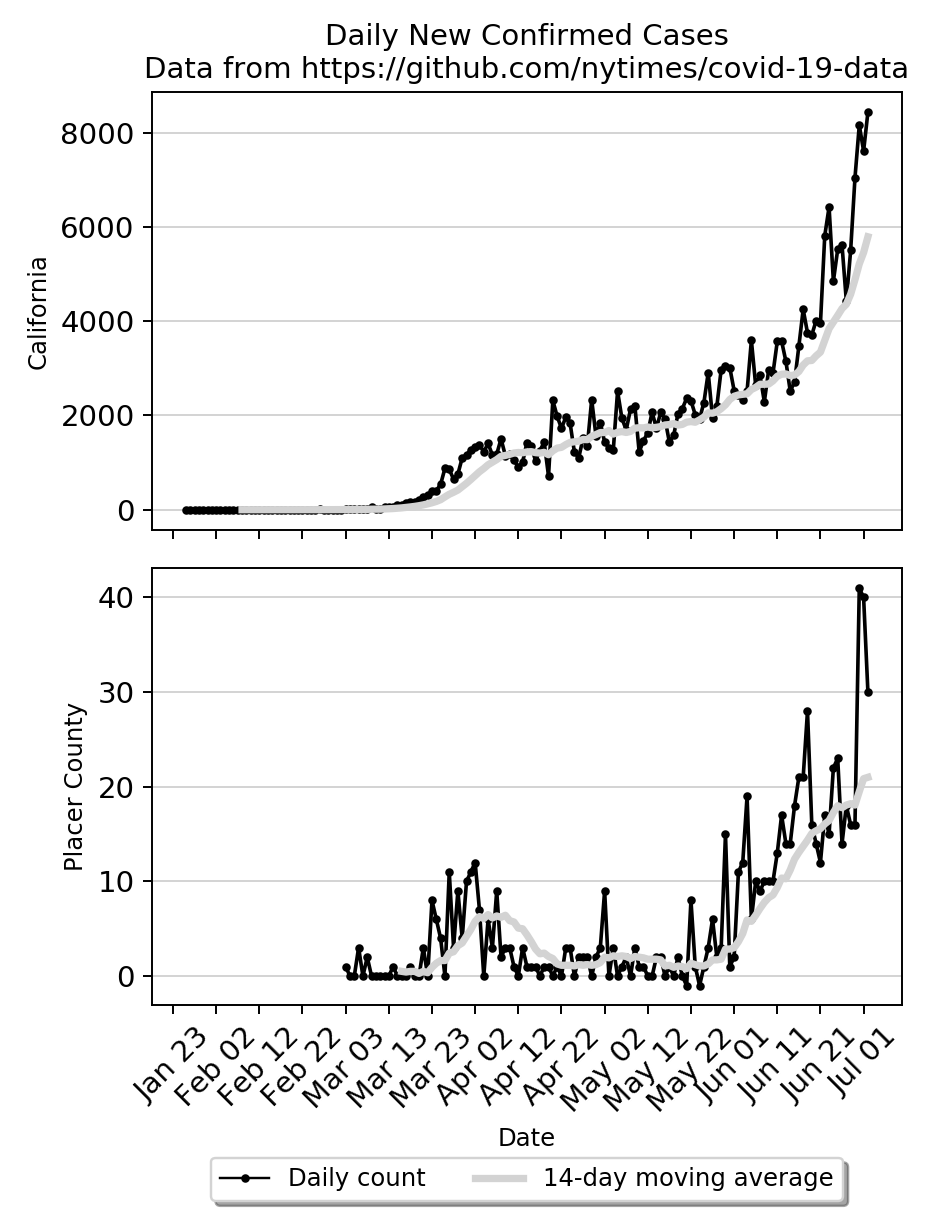 Daily New Confirmed Cases
Data from https://github.com/nytimes/covid-19-data
8000
6000
4000
2000
0
California
40
30
20
10
0
Placer County
Jan 23
Feb 02
Feb 12
Feb 22
Mar 03
Mar 13
Mar 23
Apr 02
Apr 12
Apr 22
May 02
May 12
May 22
Jun 01
Jun 11
Jun 21
Jul 01
Date
Daily count
14-day moving average